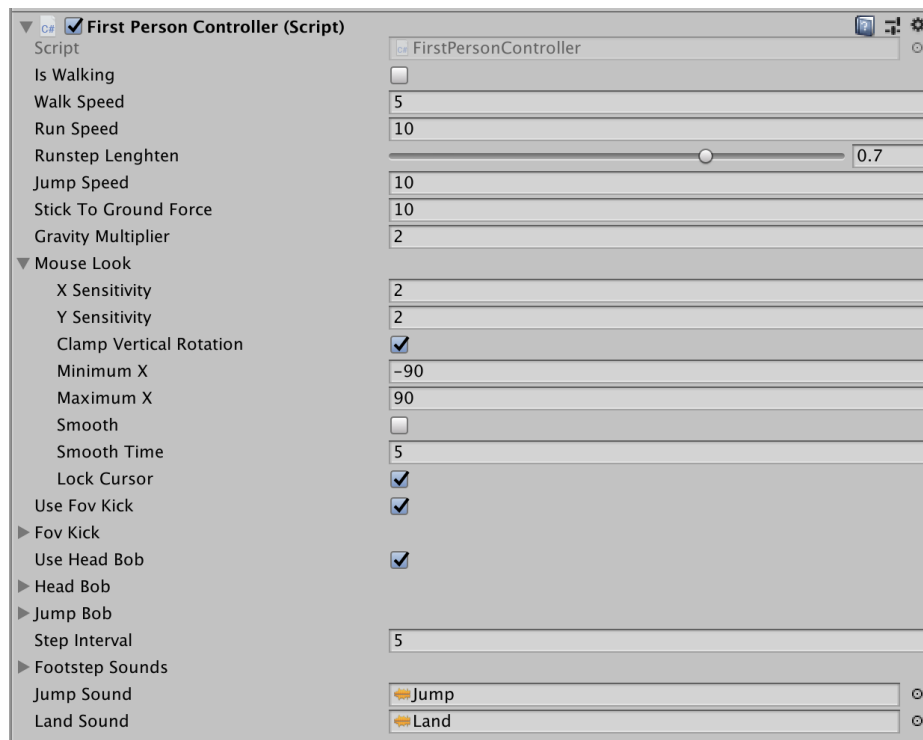 C# First Person Controller (Script)
Script C# FirstPersonController
Is Walking
Walk Speed 5
Run Speed 10
Runstep Lenghten 0.7
Jump Speed 10
Stick To Ground Force 10
Gravity Multiplier 2
Mouse Look
X Sensitivity 2
Y Sensitivity 2
Clamp Vertical Rotation
Minimum X -90
Maximum X 90
Smooth
Smooth Time 5
Lock Cursor
Use Fov Kick
Fov Kick
Use Head Bob
Head Bob
Jump Bob
Step Interval 5
Footstep Sounds
Jump Sound Jump
Land Sound Land